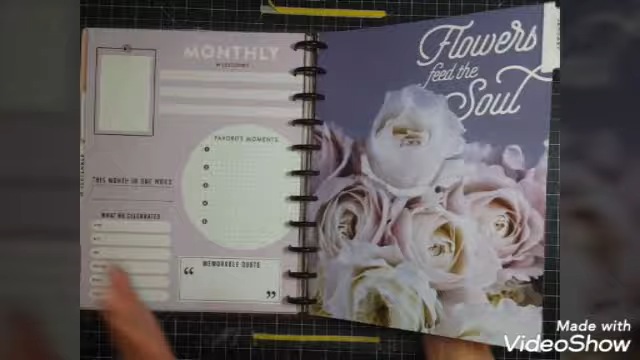 MONTHLY
FAVORITE MOMENTS
THIS MONTH IN ONE WORD
WHAT WE CELEBRATED
MEMORABLE QUOTE
Flowers
feed the
Soul
Made with
VideoShow